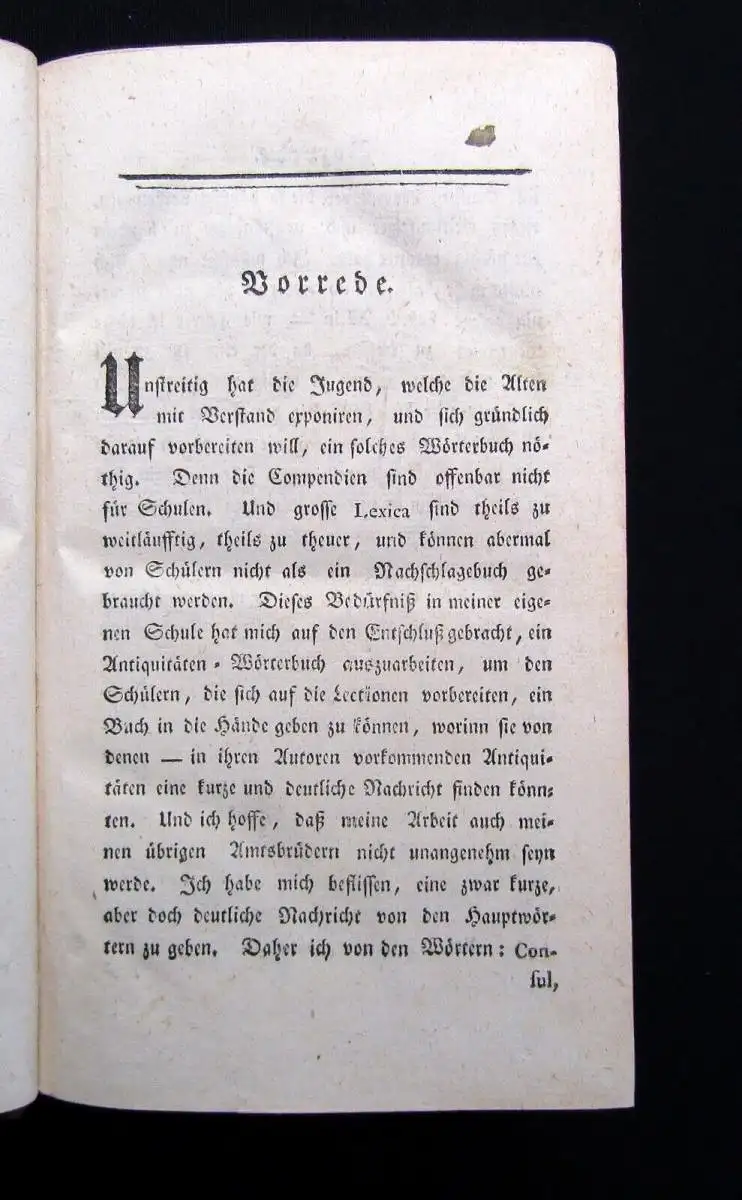 Vorrede.
Unstreitig hat die Jugend, welche die Alten
mit Verstand exponiren, und sich gründlich
darauf vorbereiten will, ein solches Wörterbuch nö-
thig. Denn die Compendien sind offenbar nicht
für Schulen. Und grosse Lexica sind theils zu
weitläufftig, theils zu theuer, und können abermal
von Schülern nicht als ein Nachschlagebuch ge-
braucht werden. Dieses Bedürfniß in meiner eige-
nen Schule hat mich auf den Entschluß gebracht, ein
Antiquitäten-Wörterbuch auszuarbeiten, um den
Schülern, die sich auf die Lectionen vorbereiten, ein
Buch in die Hände geben zu können, worinn sie von
denen — in ihren Autoren vorkommenden Antiqui-
täten eine kurze und deutliche Nachricht finden könn-
ten. Und ich hoffe, daß meine Arbeit auch mei-
nen übrigen Amtsbrüdern nicht unangenehm seyn
werde. Ich habe mich beflissen, eine zwar kurze,
aber doch deutliche Nachricht von den Hauptwör-
tern zu geben. Daher ich von den Wörtern: Con-
sul,